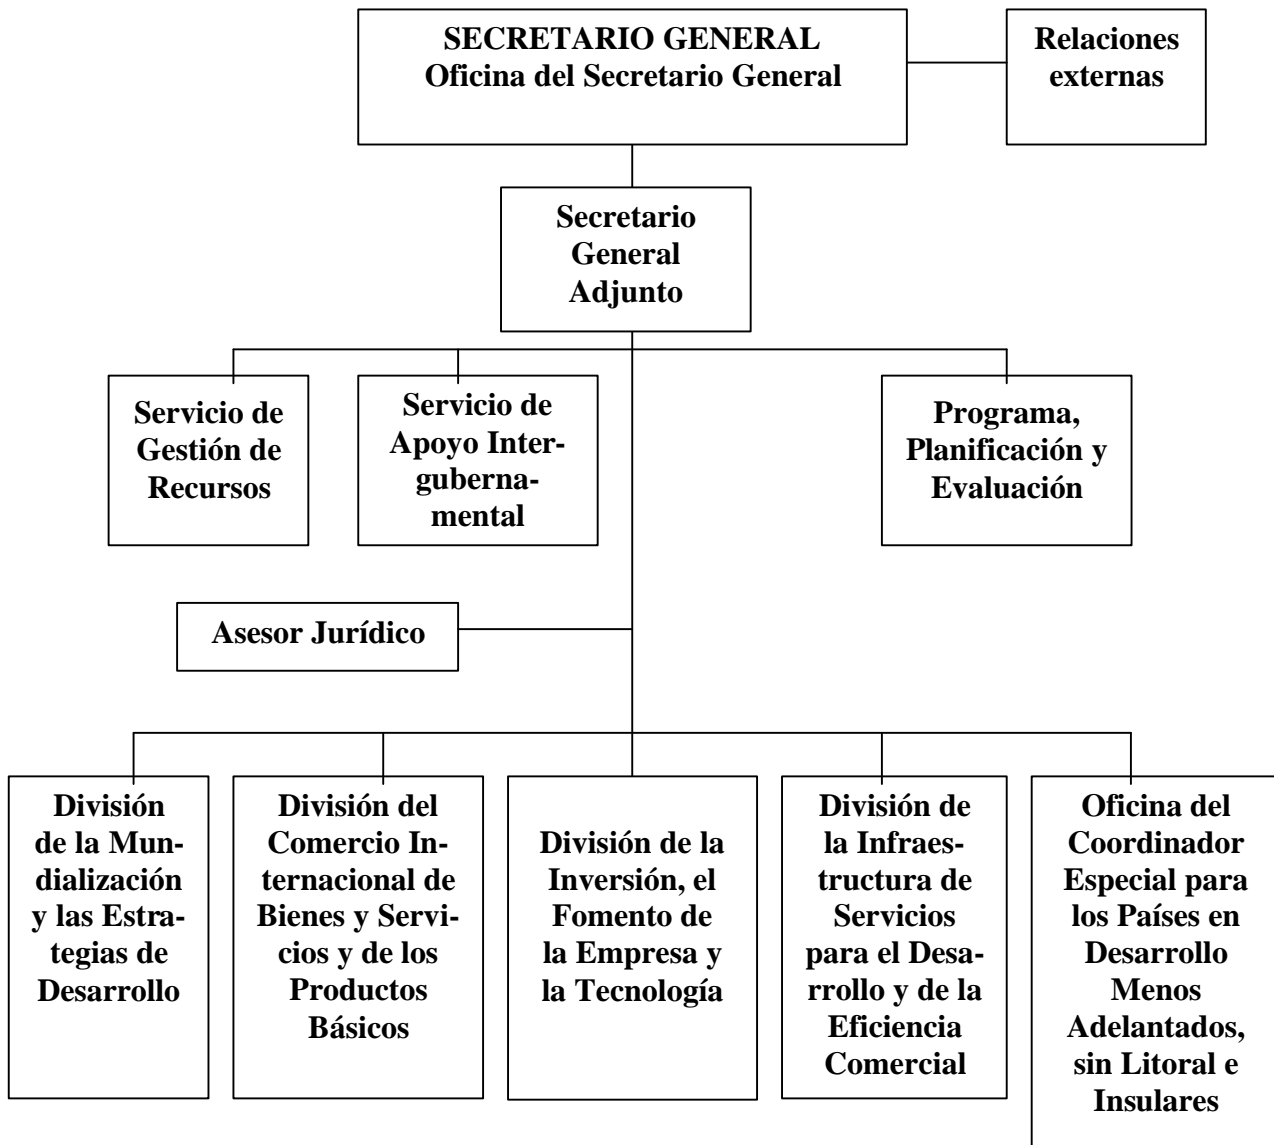 SECRETARIO GENERAL
Oficina del Secretario General
Relaciones
externas
Secretario
General
Adjunto
Servicio de
Gestión de
Recursos
Servicio de
Apoyo Inter-
guberna-
mental
Programa,
Planificación y
Evaluación
Asesor Jurídico
División
de la Mun-
dialización
y las Estra-
tegias de
Desarrollo
División del
Comercio In-
ternacional de
Bienes y Servi-
cios y de los
Productos
Básicos
División de la
Inversión, el
Fomento de
la Empresa y
la Tecnología
División de
la Infraes-
tructura de
Servicios
para el Desa-
rrollo y de la
Eficiencia
Comercial
Oficina del
Coordinador
Especial para
los Países en
Desarrollo
Menos
Adelantados,
sin Litoral e
Insulares